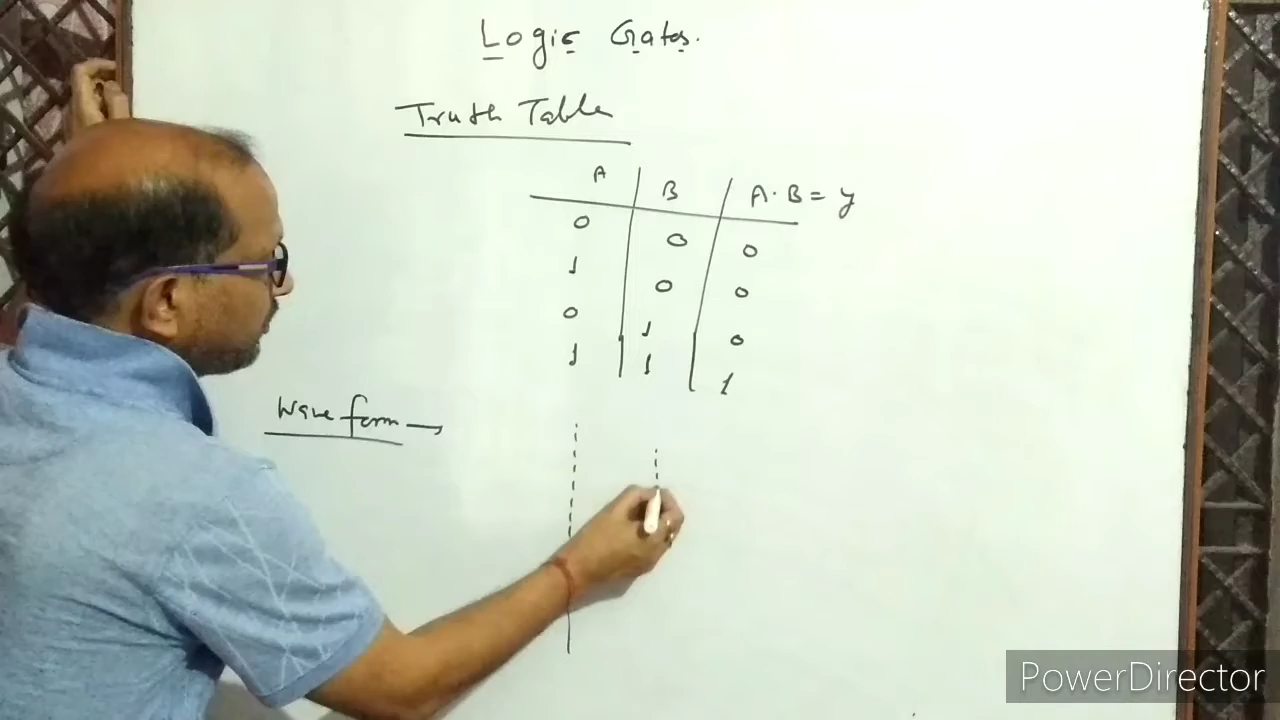 Logic Gates.
Truth Table
A B A·B = y
0 0 0
1 0 0
0 1 0
1 1 1
Wave form →
PowerDirector